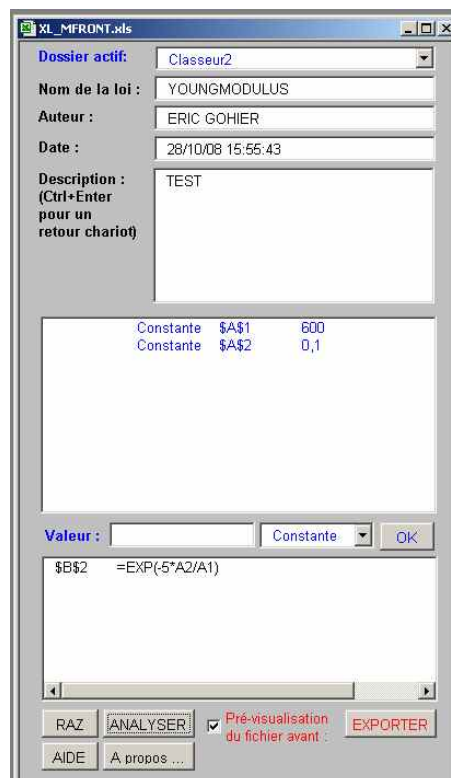 XL_MFRONT.xls
Dossier actif: Classeur2
Nom de la loi : YOUNGMODULUS
Auteur : ERIC GOHIER
Date : 28/10/08 15:55:43
Description : TEST
(Ctrl+Enter
pour un
retour chariot)
Constante $A$1 600
Constante $A$2 0,1
Valeur : Constante OK
$B$2 =EXP(-5*A2/A1)
RAZ ANALYSER Pré-visualisation
du fichier avant : EXPORTER
AIDE A propos ...